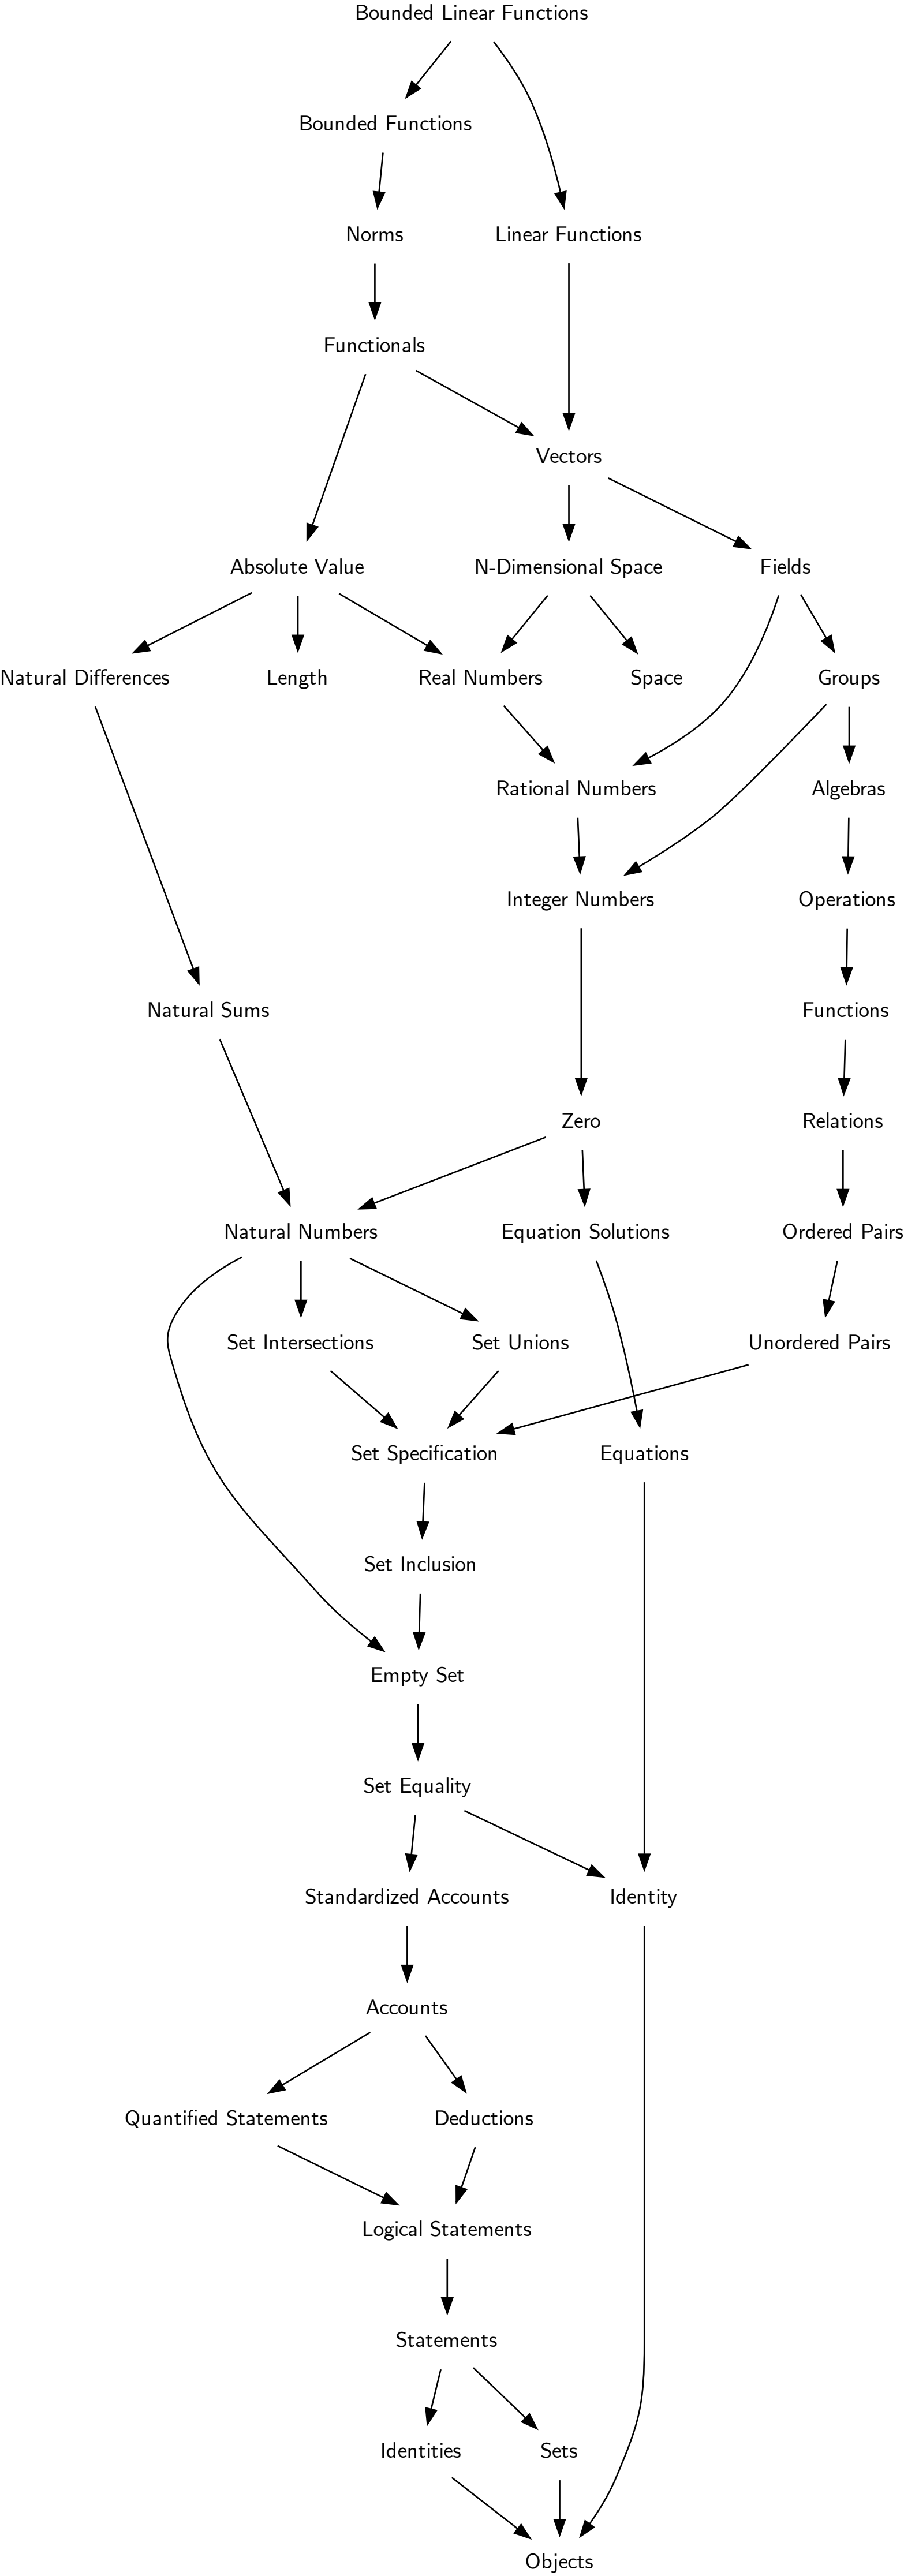 Bounded Linear Functions
Bounded Functions
Norms
Linear Functions
Functionals
Vectors
Absolute Value
N-Dimensional Space
Fields
Natural Differences
Length
Real Numbers
Space
Groups
Rational Numbers
Algebras
Integer Numbers
Operations
Natural Sums
Functions
Zero
Relations
Natural Numbers
Equation Solutions
Ordered Pairs
Set Intersections
Set Unions
Unordered Pairs
Set Specification
Equations
Set Inclusion
Empty Set
Set Equality
Standardized Accounts
Identity
Accounts
Quantified Statements
Deductions
Logical Statements
Statements
Identities
Sets
Objects